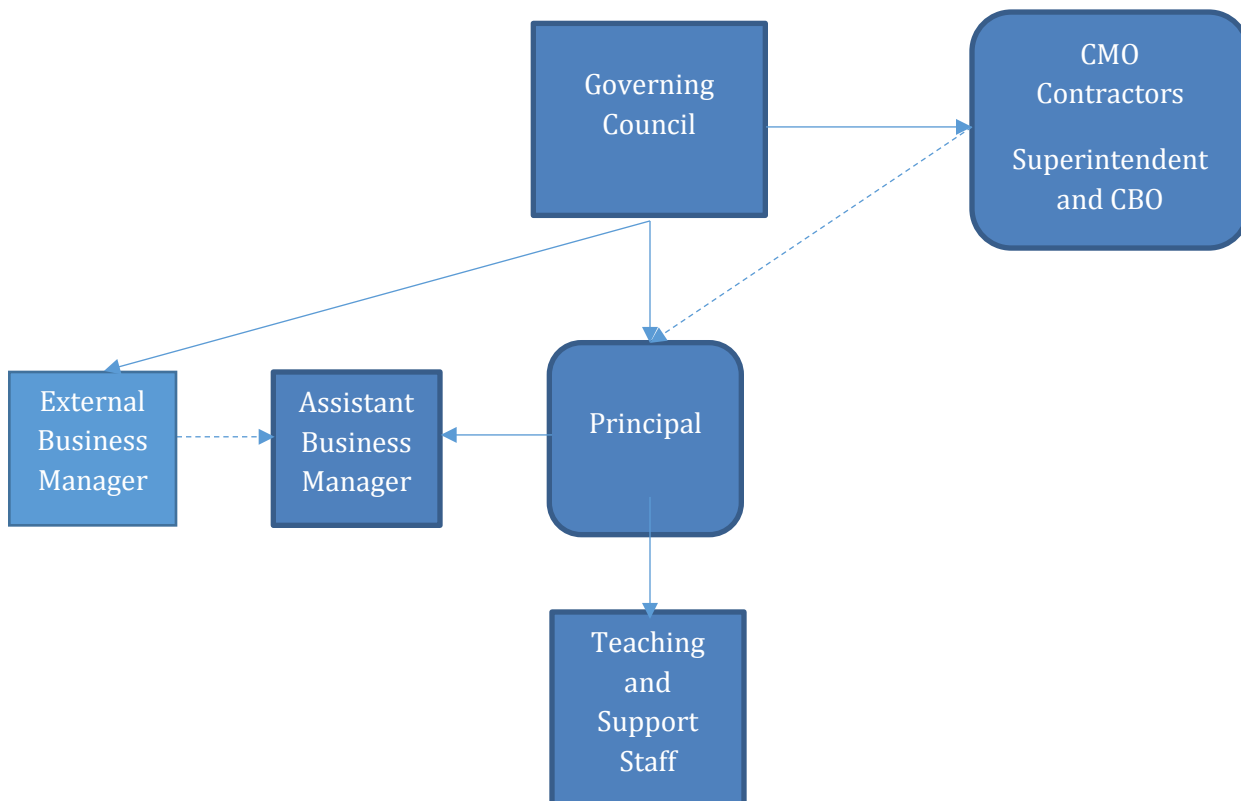 Governing
Council
CMO
Contractors
Superintendent
and CBO
External
Business
Manager
Assistant
Business
Manager
Principal
Teaching
and
Support
Staff